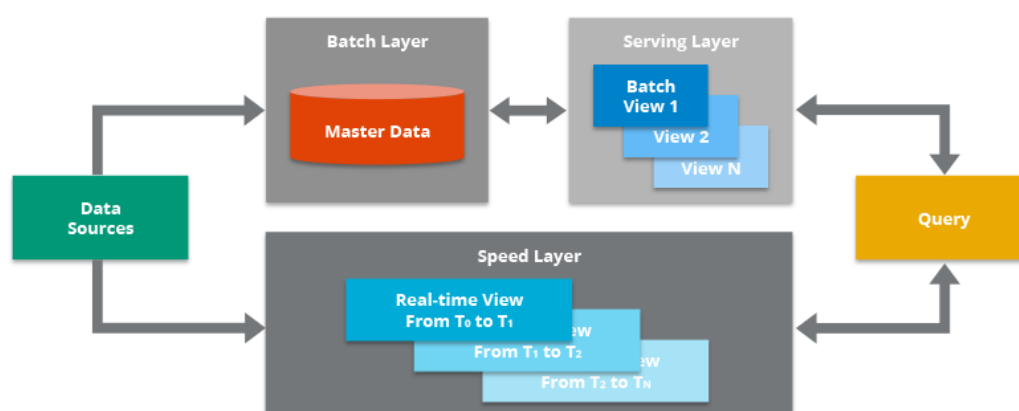 Batch Layer
Master Data
Serving Layer
Batch
View 1
View 2
View N
Data
Sources
Query
Speed Layer
Real-time View
From T₀ to T₁
From T₁ to T₂
From T₂ to Tₙ